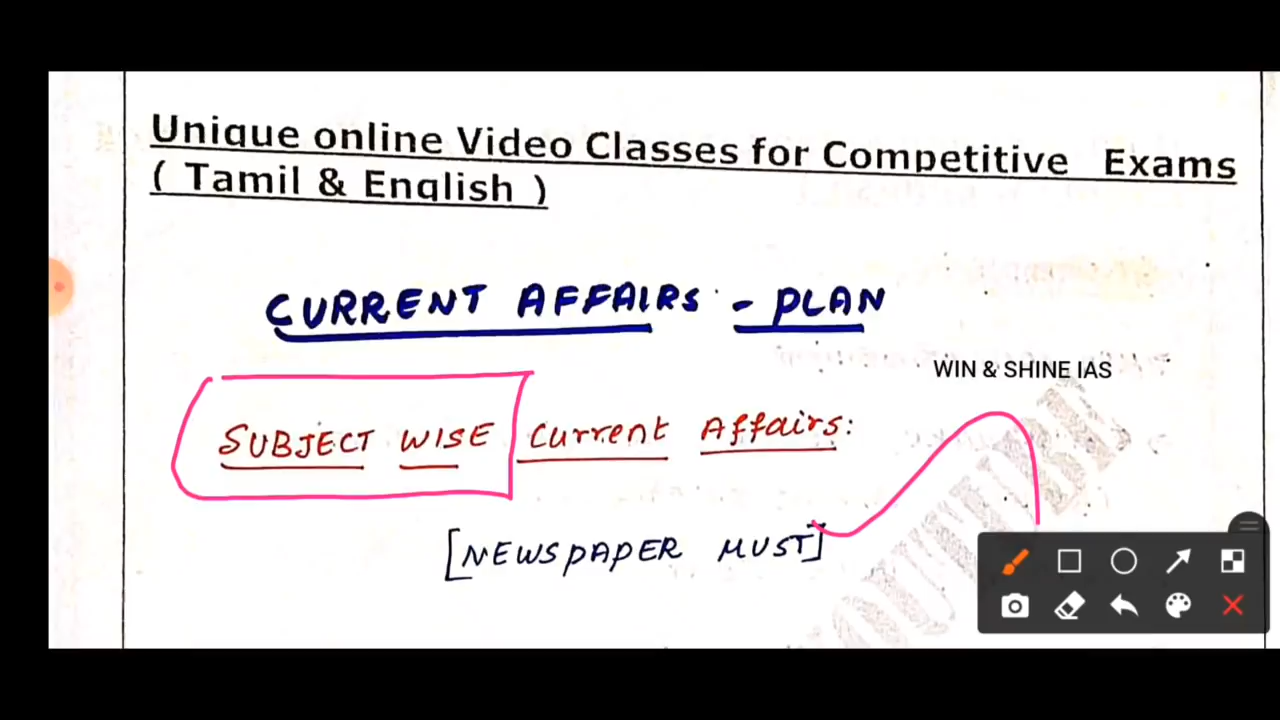 Unique online Video Classes for Competitive Exams
( Tamil & English )
CURRENT AFFAIRS - PLAN
WIN & SHINE IAS
SUBJECT WISE Current Affairs:
[NEWSPAPER MUST]